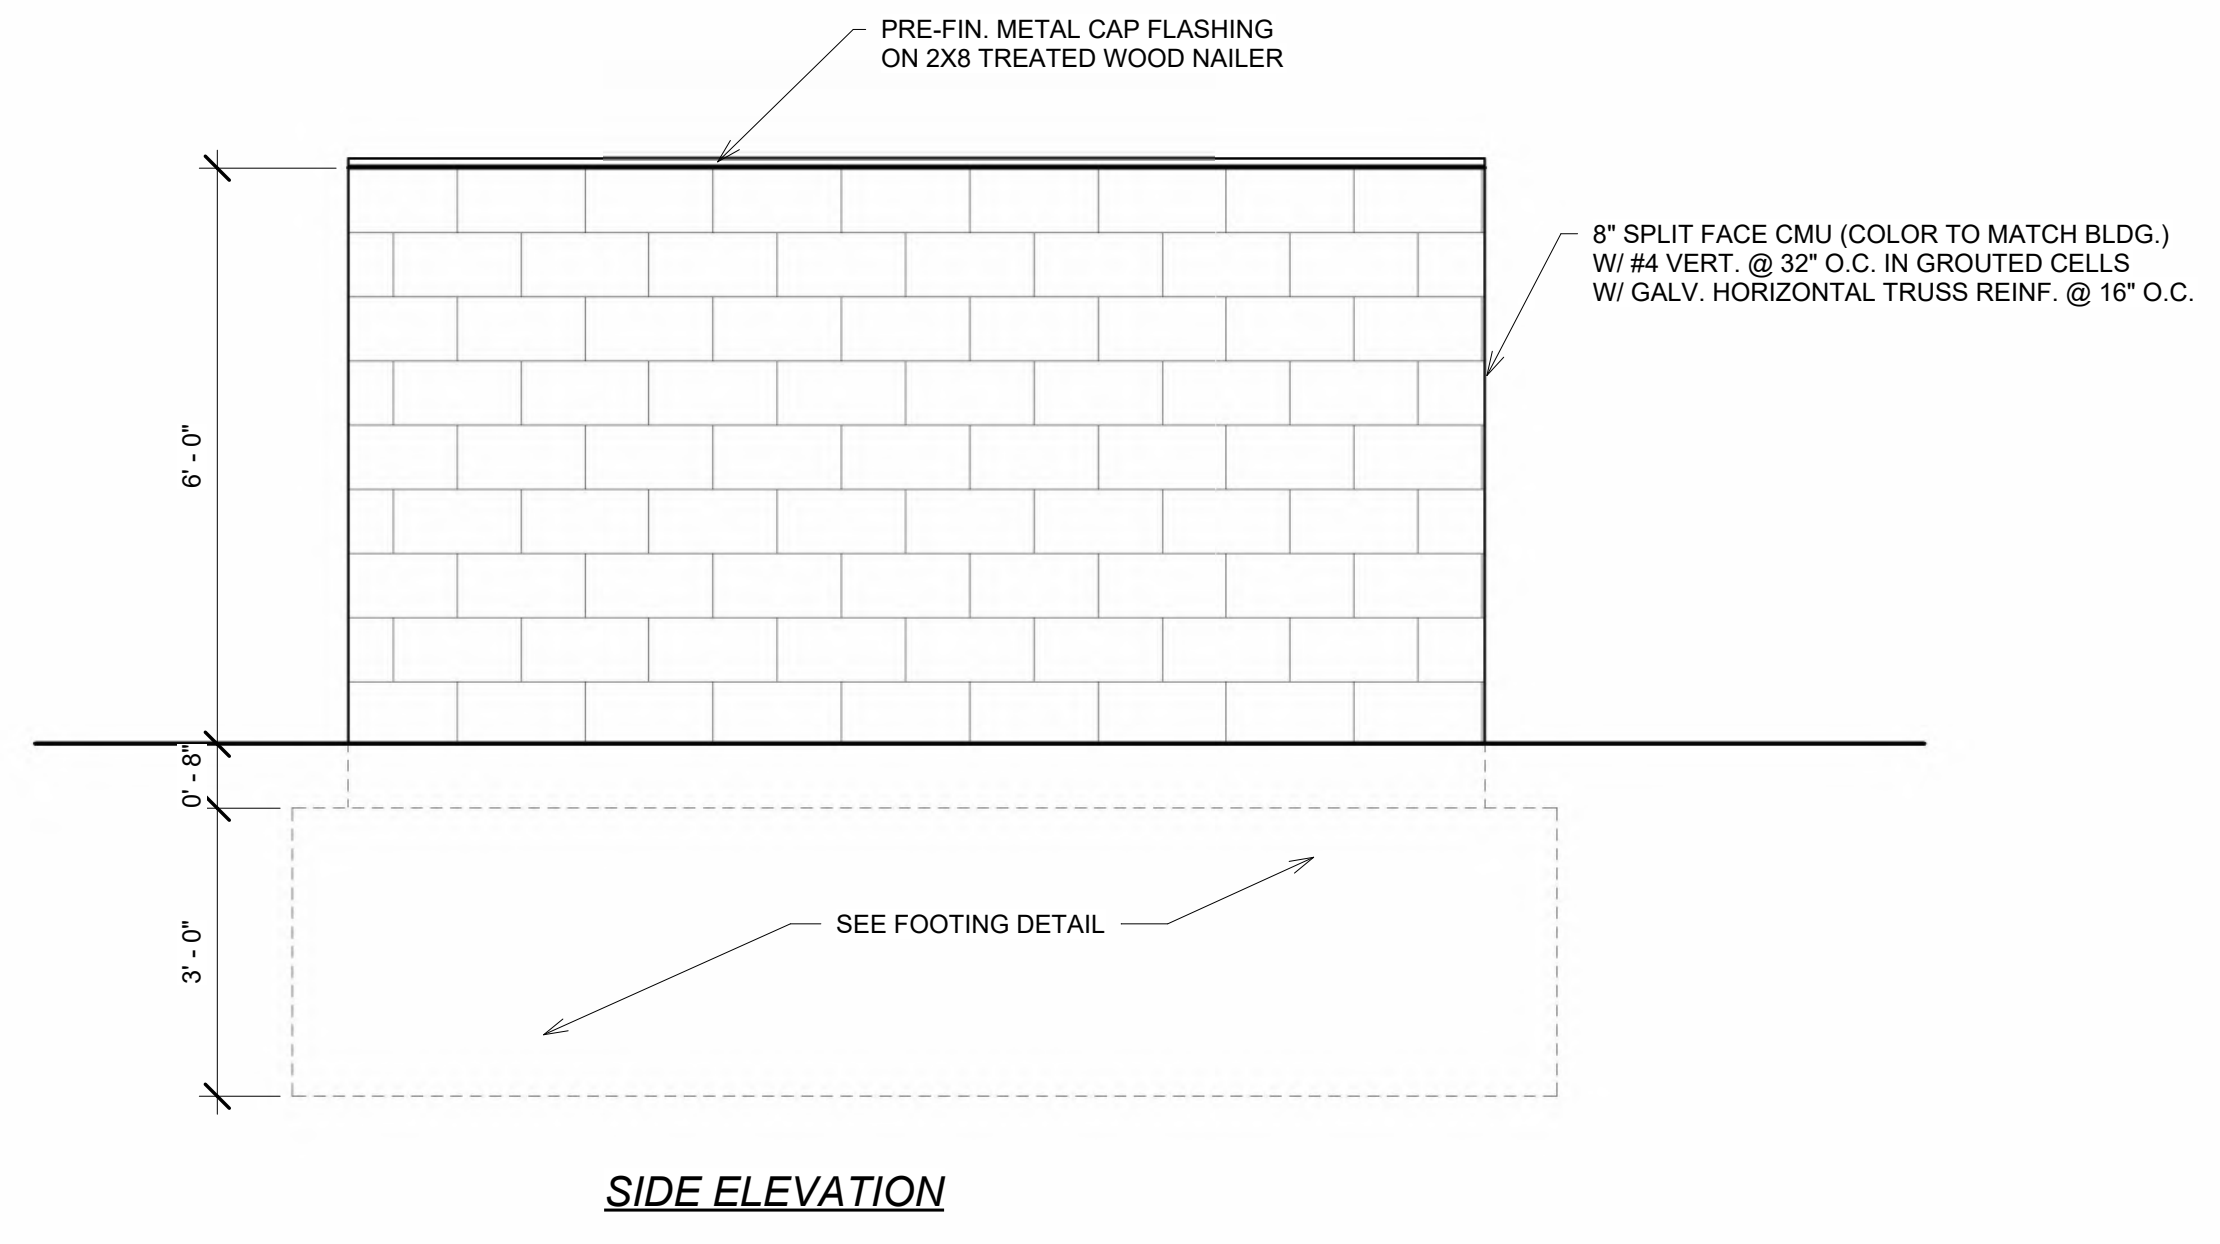 PRE-FIN. METAL CAP FLASHING
ON 2X8 TREATED WOOD NAILER
8" SPLIT FACE CMU (COLOR TO MATCH BLDG.)
W/ #4 VERT. @ 32" O.C. IN GROUTED CELLS
W/ GALV. HORIZONTAL TRUSS REINF. @ 16" O.C.
6' - 0"
0' - 8"
3' - 0"
SEE FOOTING DETAIL
SIDE ELEVATION